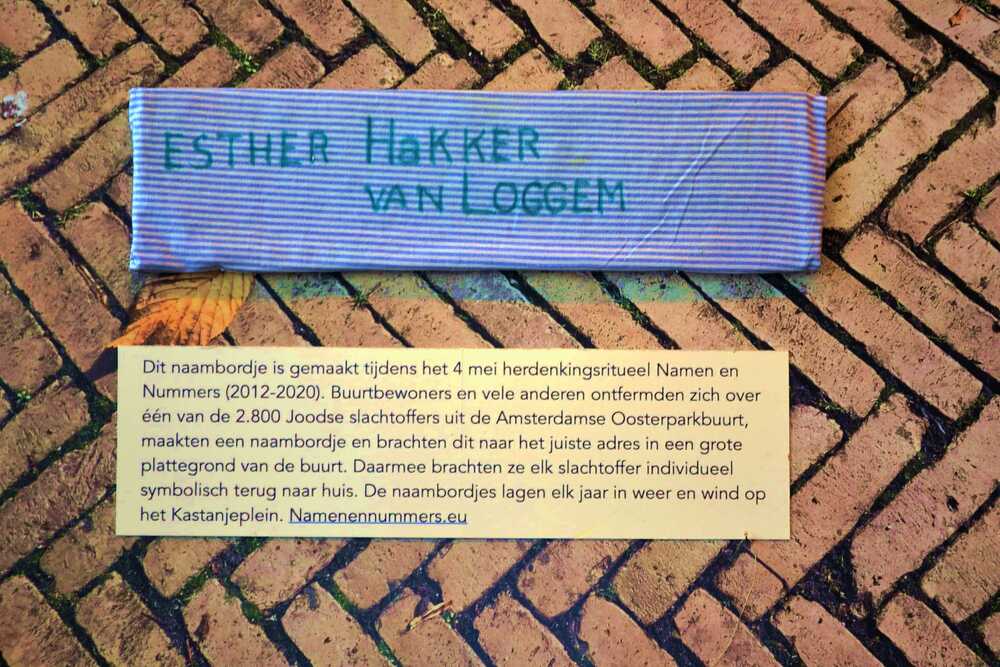 ESTHER HaKKER
VAN LOGGEM
Dit naambordje is gemaakt tijdens het 4 mei herdenkingsritueel Namen en
Nummers (2012-2020). Buurtbewoners en vele anderen ontfermden zich over
één van de 2.800 Joodse slachtoffers uit de Amsterdamse Oosterparkbuurt,
maakten een naambordje en brachten dit naar het juiste adres in een grote
plattegrond van de buurt. Daarmee brachten ze elk slachtoffer individueel
symbolisch terug naar huis. De naambordjes lagen elk jaar in weer en wind op
het Kastanjeplein. Namenennummers.eu